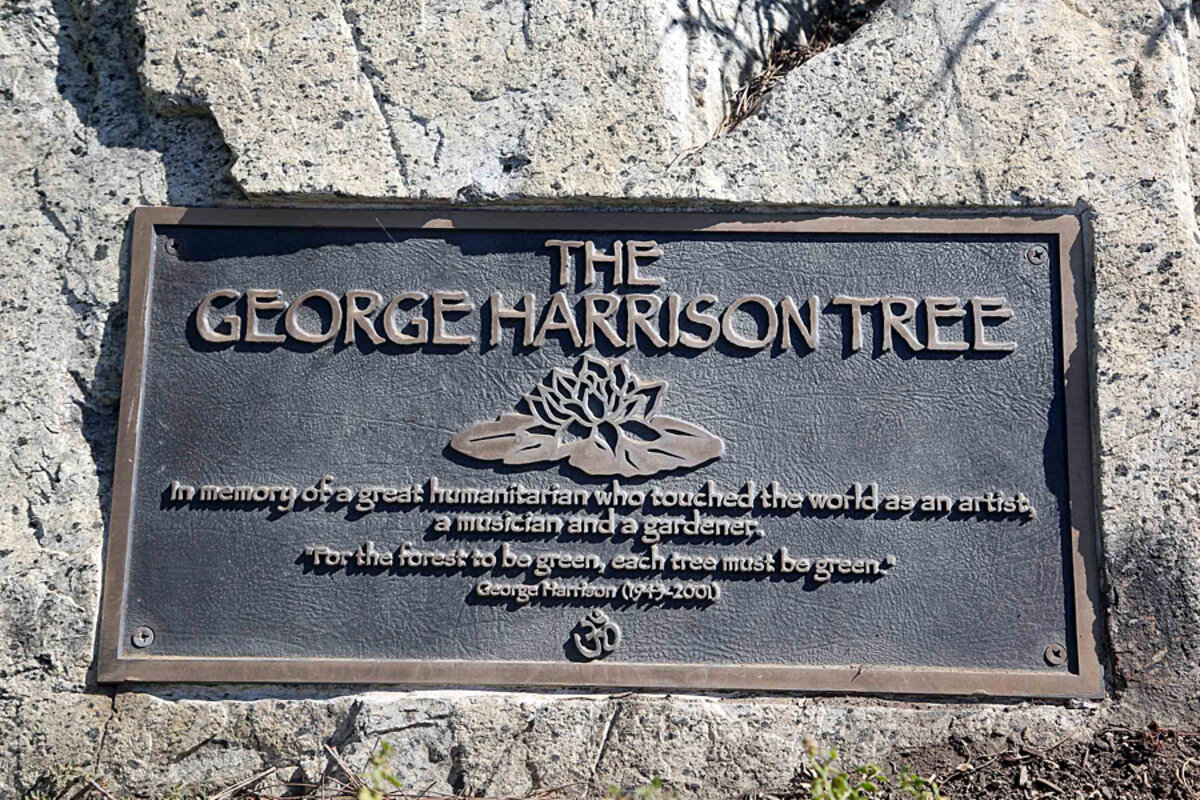 THE
GEORGE HARRISON TREE
In memory of a great humanitarian who touched the world as an artist,
a musician and a gardener.
"For the forest to be green, each tree must be green."
George Harrison (1943-2001)
ॐ